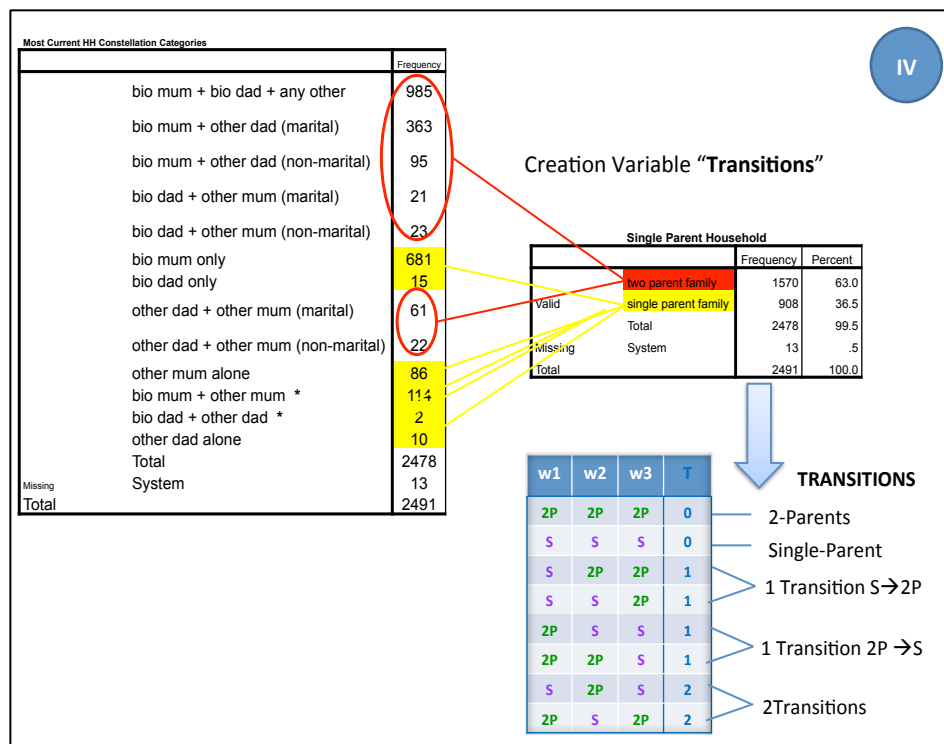 Most Current HH Constellation Categories
Frequency
bio mum + bio dad + any other 985
bio mum + other dad (marital) 363
bio mum + other dad (non-marital) 95
bio dad + other mum (marital) 21
bio dad + other mum (non-marital) 23
bio mum only 681
bio dad only 15
other dad + other mum (marital) 61
other dad + other mum (non-marital) 22
other mum alone 86
bio mum + other mum * 114
bio dad + other dad * 2
other dad alone 10
Total 2478
Missing System 13
Total 2491
IV
Creation Variable “Transitions”
Single Parent Household
Frequency Percent
Valid two parent family 1570 63.0
single parent family 908 36.5
Total 2478 99.5
Missing System 13 .5
Total 2491 100.0
w1 w2 w3 T
2P 2P 2P 0
S S S 0
S 2P 2P 1
S S 2P 1
2P S S 1
2P 2P S 1
S 2P S 2
2P S 2P 2
TRANSITIONS
2-Parents
Single-Parent
1 Transition S→2P
1 Transition 2P →S
2Transitions